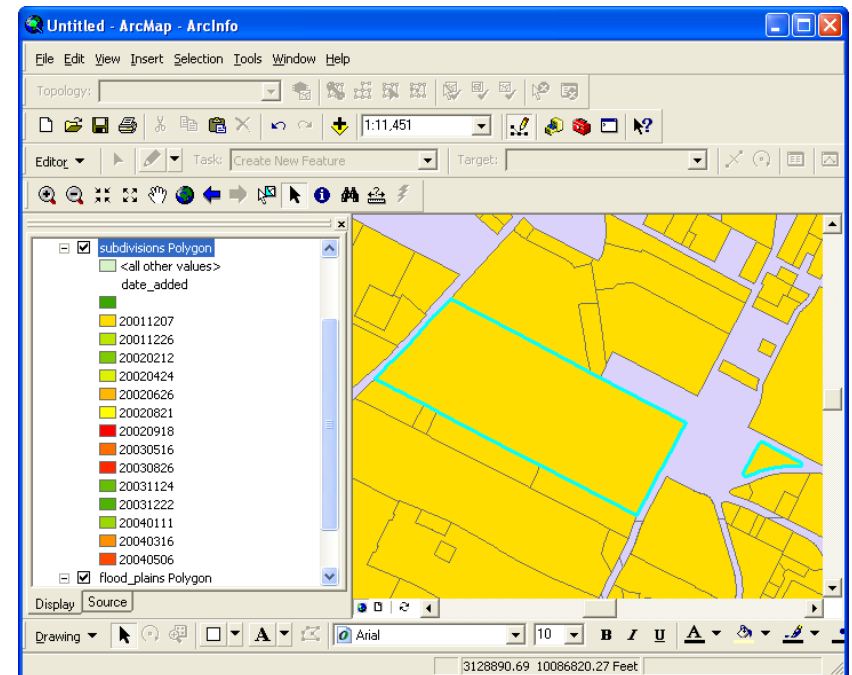 Untitled - ArcMap - ArcInfo
File Edit View Insert Selection Tools Window Help
Topology:
1:11,451
Editor Task: Create New Feature Target:
subdivisions Polygon
<all other values>
date_added
20011207
20011226
20020212
20020424
20020626
20020821
20020918
20030516
20030826
20031124
20031222
20040111
20040316
20040506
flood_plains Polygon
Display Source
Drawing A Arial 10 B I U A
3128890.69 10086820.27 Feet